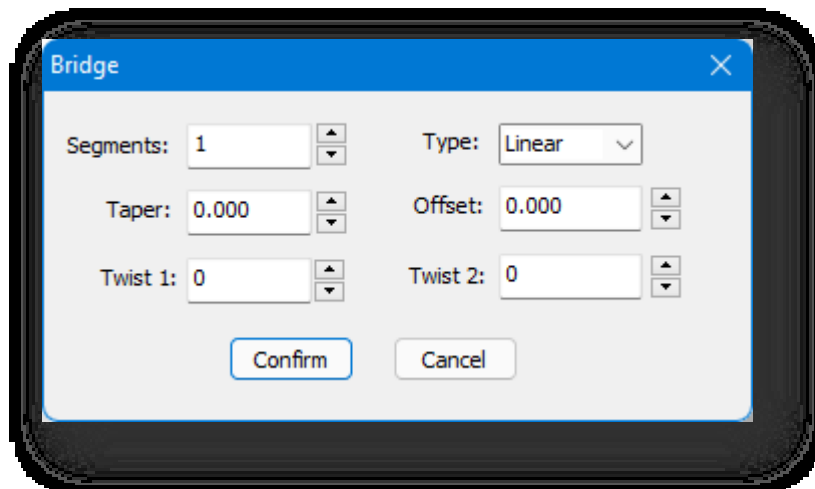 Bridge
Segments: 1 Type: Linear
Taper: 0.000 Offset: 0.000
Twist 1: 0 Twist 2: 0
Confirm Cancel